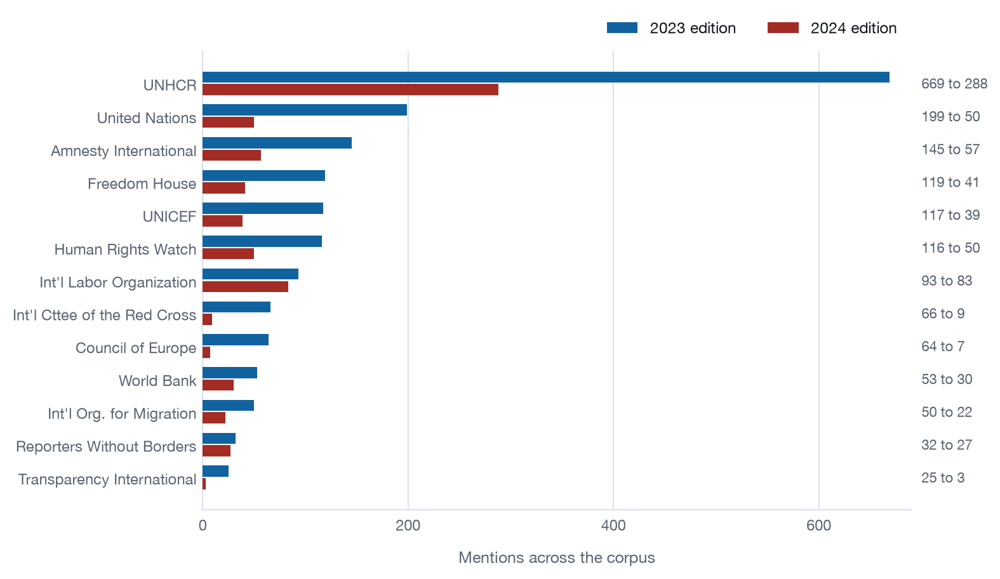 2023 edition 2024 edition
UNHCR 669 to 288
United Nations 199 to 50
Amnesty International 145 to 57
Freedom House 119 to 41
UNICEF 117 to 39
Human Rights Watch 116 to 50
Int'l Labor Organization 93 to 83
Int'l Cttee of the Red Cross 66 to 9
Council of Europe 64 to 7
World Bank 53 to 30
Int'l Org. for Migration 50 to 22
Reporters Without Borders 32 to 27
Transparency International 25 to 3
0 200 400 600
Mentions across the corpus